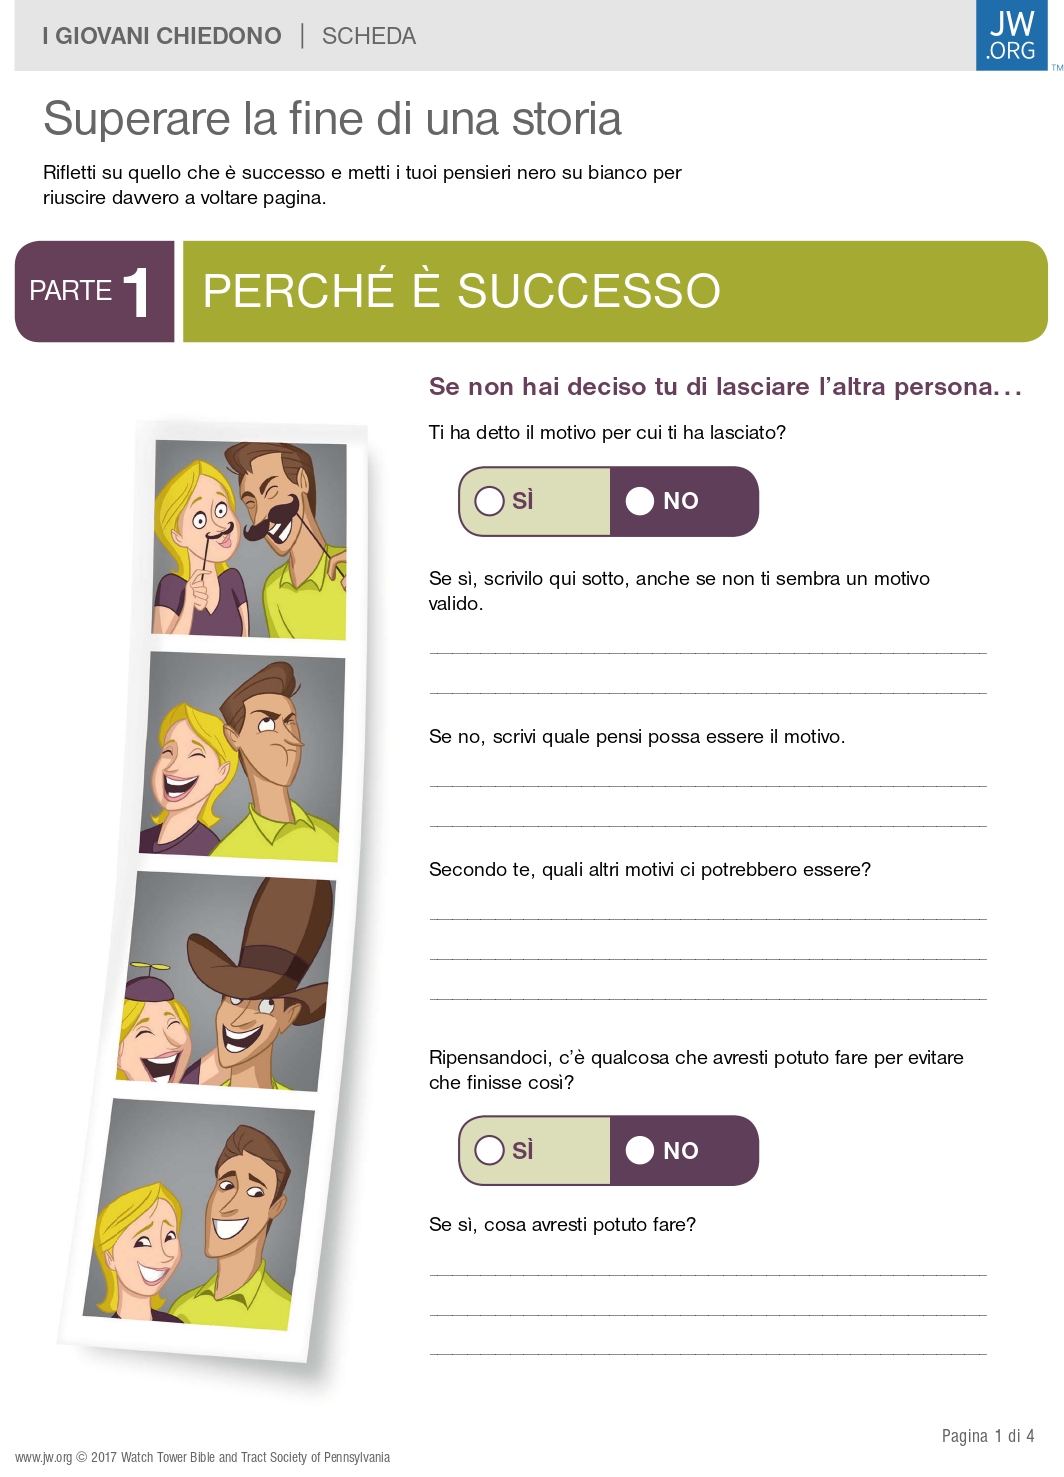 I GIOVANI CHIEDONO | SCHEDA
JW
.ORG
TM
Superare la fine di una storia
Rifletti su quello che è successo e metti i tuoi pensieri nero su bianco per
riuscire davvero a voltare pagina.
PARTE 1 PERCHÉ È SUCCESSO
Se non hai deciso tu di lasciare l’altra persona. . .
Ti ha detto il motivo per cui ti ha lasciato?
SÌ NO
Se sì, scrivilo qui sotto, anche se non ti sembra un motivo
valido.
Se no, scrivi quale pensi possa essere il motivo.
Secondo te, quali altri motivi ci potrebbero essere?
Ripensandoci, c’è qualcosa che avresti potuto fare per evitare
che finisse così?
SÌ NO
Se sì, cosa avresti potuto fare?
Pagina 1 di 4
www.jw.org © 2017 Watch Tower Bible and Tract Society of Pennsylvania